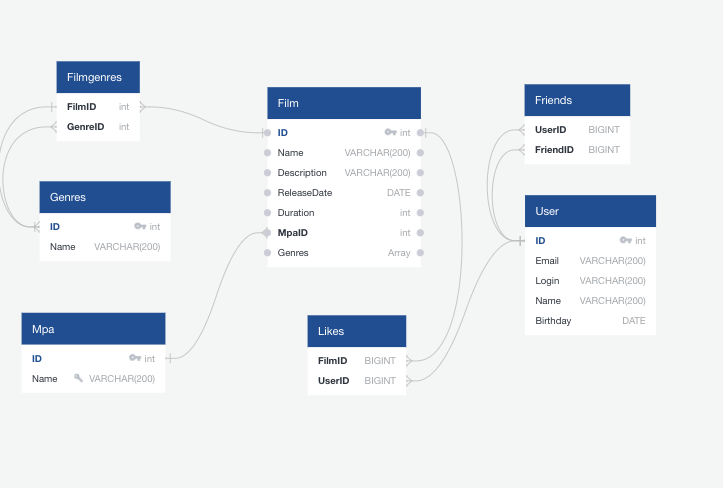 Filmgenres
FilmID int
GenreID int
Genres
ID int
Name VARCHAR(200)
Mpa
ID int
Name VARCHAR(200)
Film
ID int
Name VARCHAR(200)
Description VARCHAR(200)
ReleaseDate DATE
Duration int
MpaID int
Genres Array
Likes
FilmID BIGINT
UserID BIGINT
Friends
UserID BIGINT
FriendID BIGINT
User
ID int
Email VARCHAR(200)
Login VARCHAR(200)
Name VARCHAR(200)
Birthday DATE